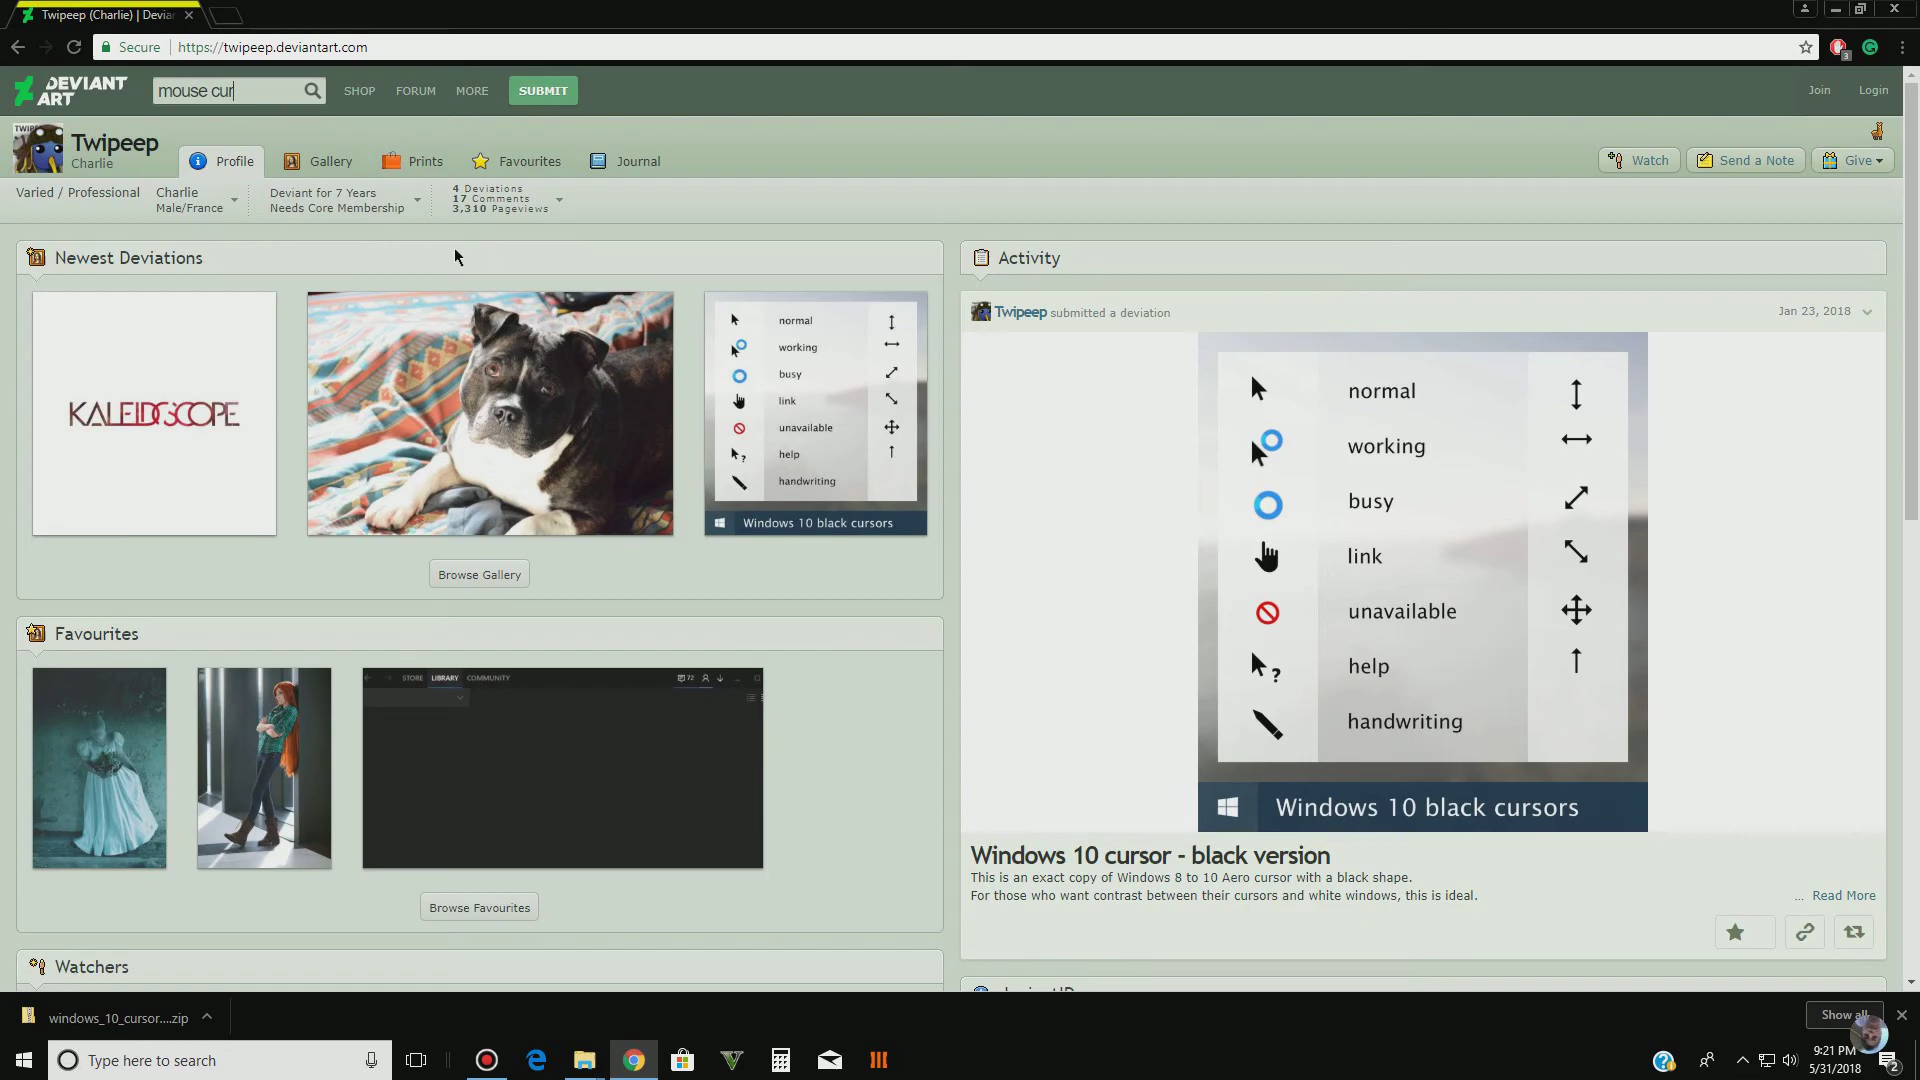 Twipeep (Charlie) | Devia
Secure
https://twipeep.deviantart.com
3
DEVIANT
ART
mouse cur
SHOP
FORUM
MORE
SUBMIT
Join
Login
Twipeep
Charlie
Profile
Gallery
Prints
Favourites
Journal
Watch
Send a Note
Give
Varied / Professional
Charlie
Male/France
Deviant for 7 Years
Needs Core Membership
4 Deviations
17 Comments
3,310 Pageviews
Newest Deviations
KALEIDOSCOPE
normal
working
busy
link
unavailable
help
handwriting
Windows 10 black cursors
Browse Gallery
Favourites
STORE LIBRARY COMMUNITY
72
Browse Favourites
Watchers
Activity
Twipeep submitted a deviation
Jan 23, 2018
normal
working
busy
link
unavailable
help
handwriting
Windows 10 black cursors
Windows 10 cursor - black version
This is an exact copy of Windows 8 to 10 Aero cursor with a black shape.
For those who want contrast between their cursors and white windows, this is ideal.
... Read More
windows_10_cursor....zip
Show all
Type here to search
9:21 PM
5/31/2018
2